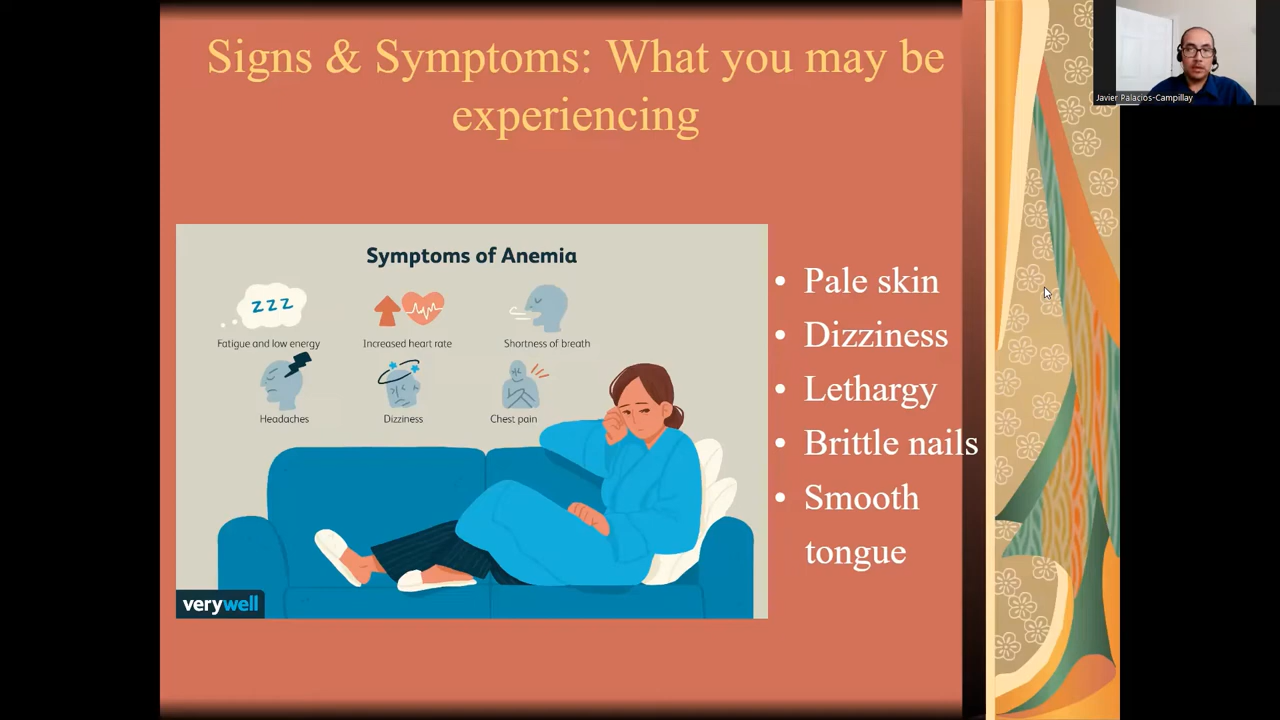 Signs & Symptoms: What you may be
experiencing
Javier Palacios-Campillay
Symptoms of Anemia
zzz
Fatigue and low energy
Increased heart rate
Shortness of breath
Headaches
Dizziness
Chest pain
verywell
• Pale skin
• Dizziness
• Lethargy
• Brittle nails
• Smooth
tongue